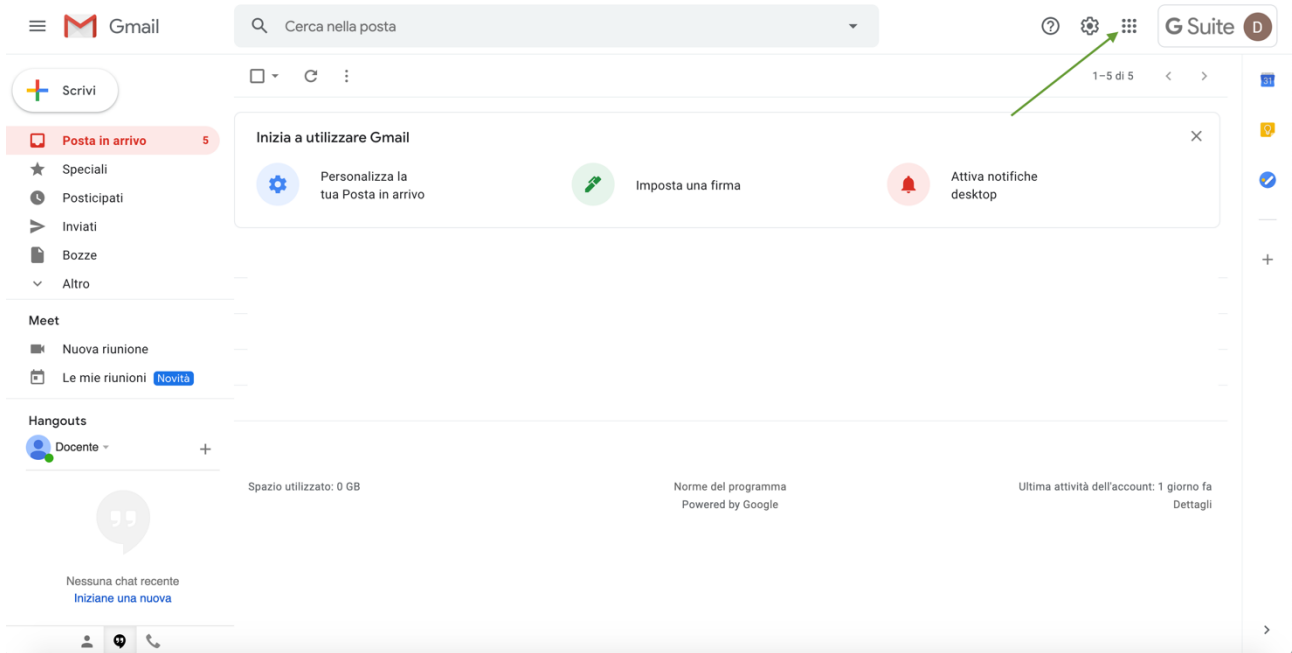 Gmail
Cerca nella posta
G Suite D
Scrivi
1–5 di 5
31
Posta in arrivo 5
Speciali
Posticipati
Inviati
Bozze
Altro
Inizia a utilizzare Gmail
Personalizza la
tua Posta in arrivo
Imposta una firma
Attiva notifiche
desktop
Meet
Nuova riunione
Le mie riunioni Novità
Hangouts
Docente
Nessuna chat recente
Iniziane una nuova
Spazio utilizzato: 0 GB
Norme del programma
Powered by Google
Ultima attività dell'account: 1 giorno fa
Dettagli